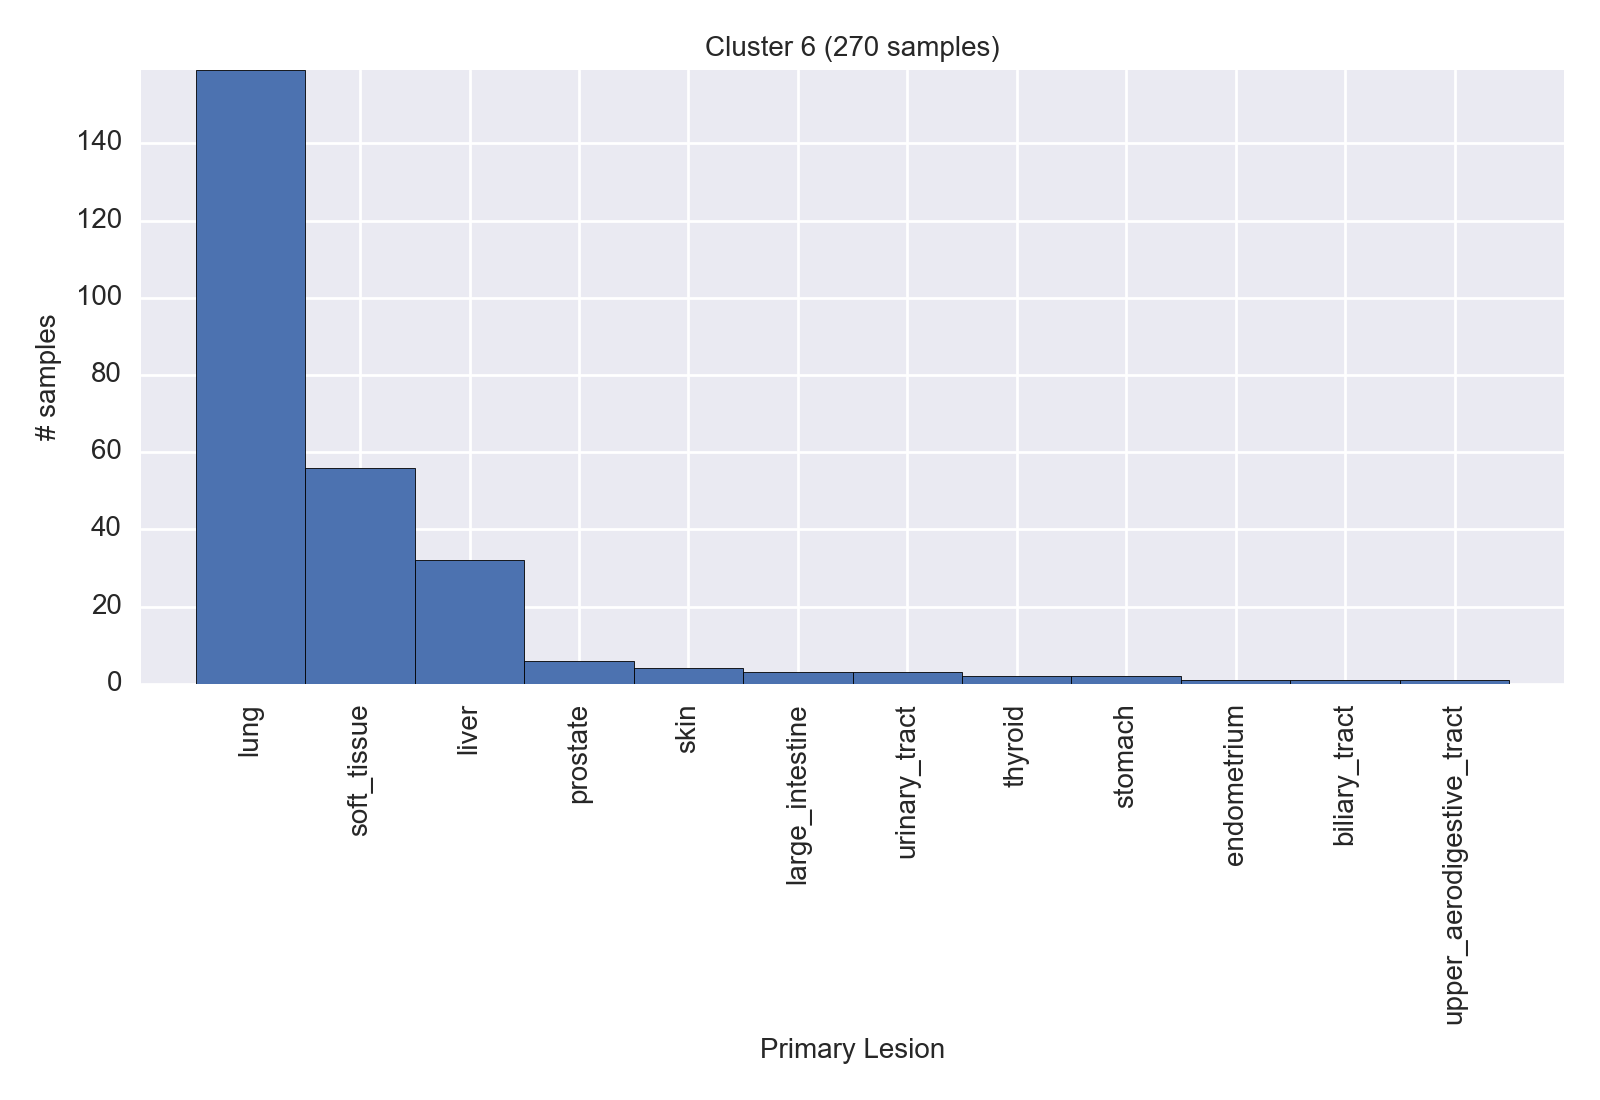 Cluster 6 (270 samples)
140
120
100
80
60
40
20
0
# samples
lung
soft_tissue
liver
prostate
skin
large_intestine
urinary_tract
thyroid
stomach
endometrium
biliary_tract
upper_aerodigestive_tract
Primary Lesion